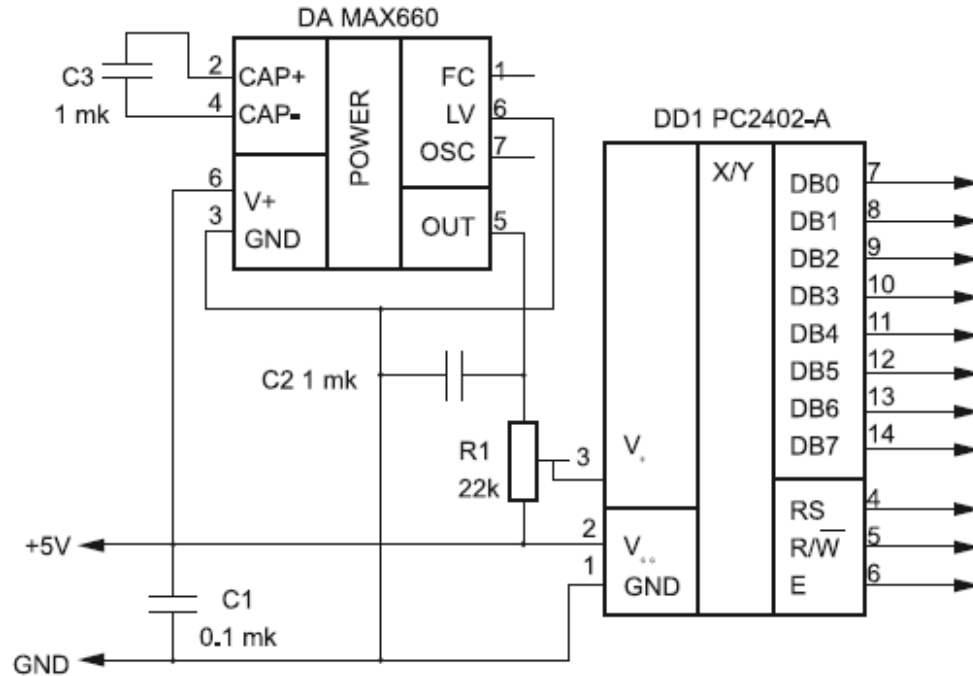 DA MAX660
C3
1 mk
2
4
CAP+
CAP-
6
3
V+
GND
POWER
FC
LV
OSC
OUT
1
6
7
5
C2 1 mk
R1
22k
3
+5V
C1
0.1 mk
GND
DD1 PC2402-A
X/Y
V
2
1
V
GND
DB0 7
DB1 8
DB2 9
DB3 10
DB4 11
DB5 12
DB6 13
DB7 14
RS 4
R/W̅ 5
E 6